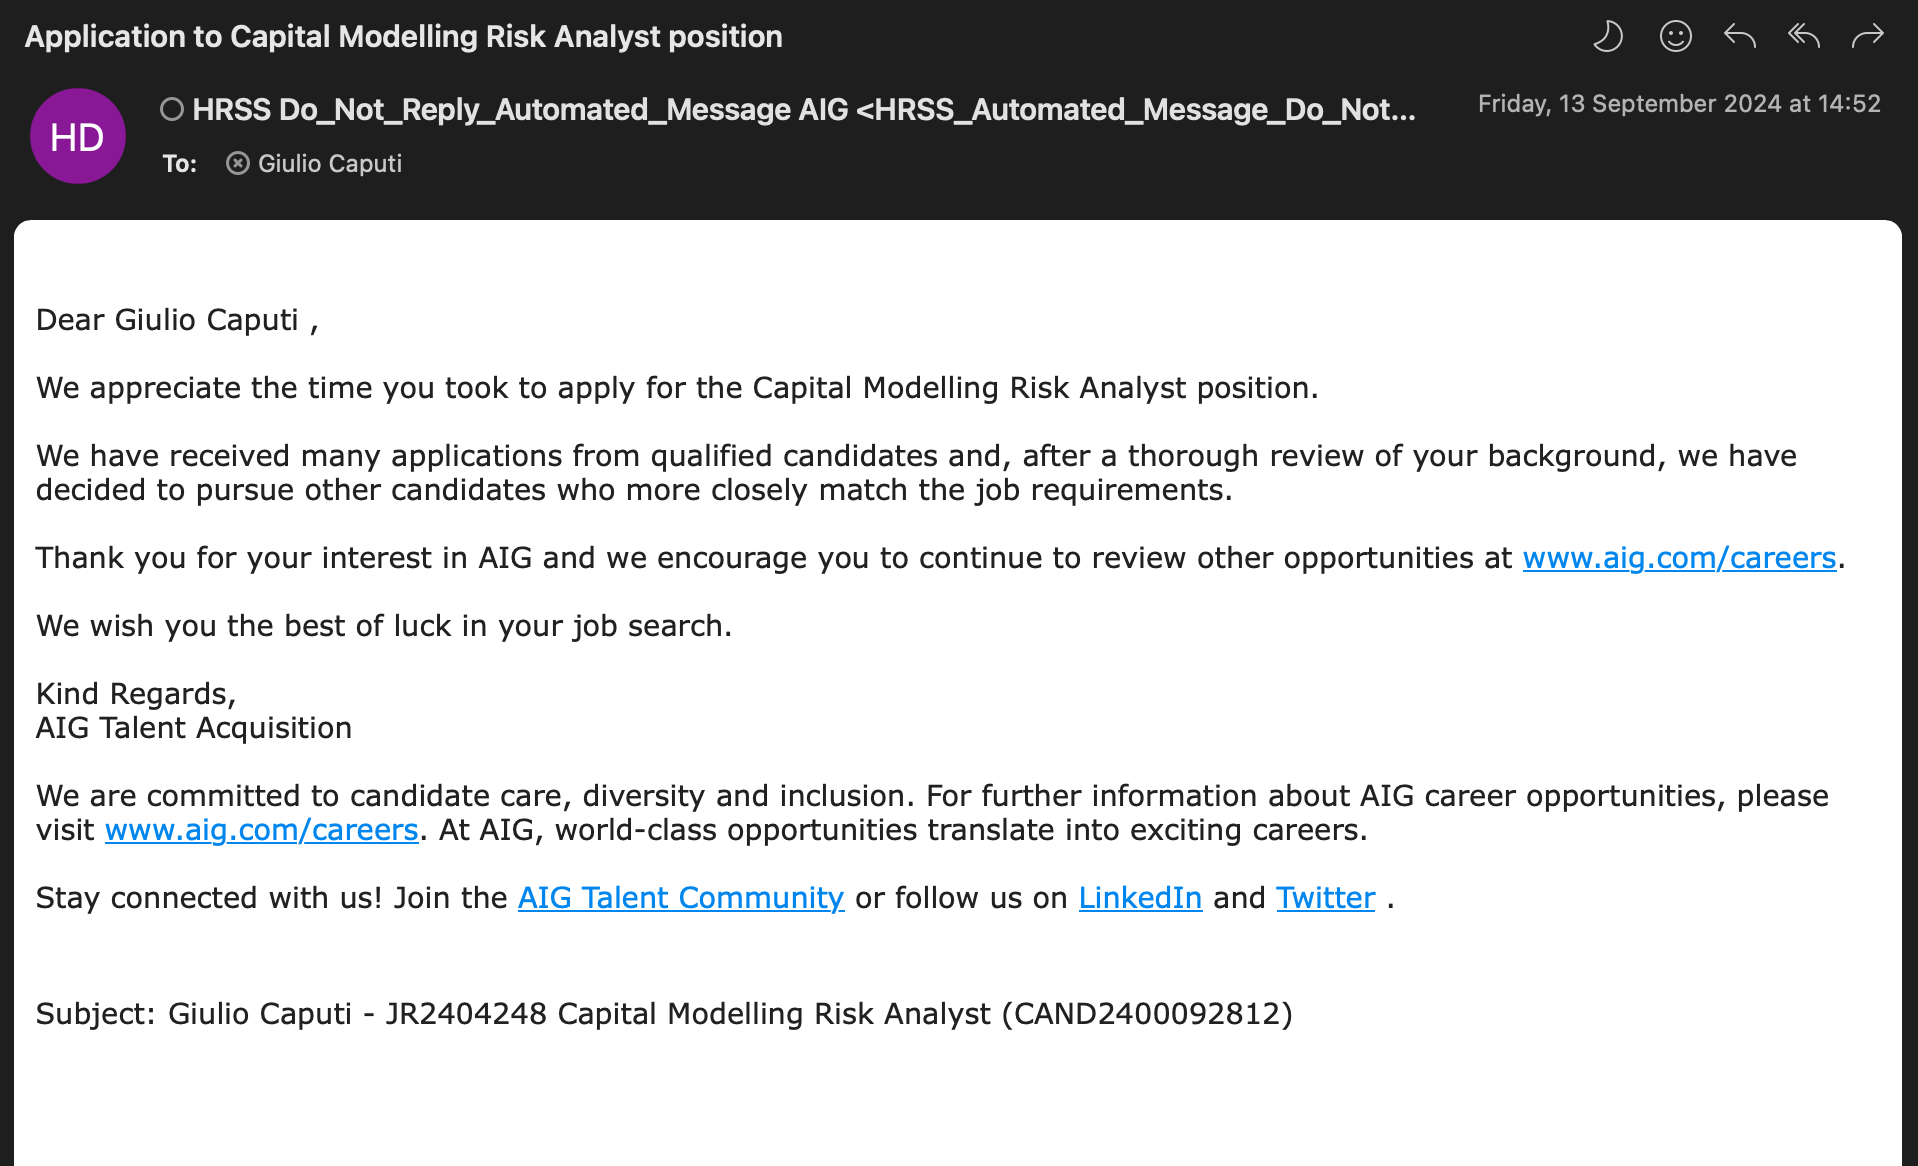 Application to Capital Modelling Risk Analyst position
HD
HRSS Do_Not_Reply_Automated_Message AIG <HRSS_Automated_Message_Do_Not...
Friday, 13 September 2024 at 14:52
To: Giulio Caputi
Dear Giulio Caputi ,
We appreciate the time you took to apply for the Capital Modelling Risk Analyst position.
We have received many applications from qualified candidates and, after a thorough review of your background, we have
decided to pursue other candidates who more closely match the job requirements.
Thank you for your interest in AIG and we encourage you to continue to review other opportunities at www.aig.com/careers.
We wish you the best of luck in your job search.
Kind Regards,
AIG Talent Acquisition
We are committed to candidate care, diversity and inclusion. For further information about AIG career opportunities, please
visit www.aig.com/careers. At AIG, world-class opportunities translate into exciting careers.
Stay connected with us! Join the AIG Talent Community or follow us on LinkedIn and Twitter .
Subject: Giulio Caputi - JR2404248 Capital Modelling Risk Analyst (CAND2400092812)